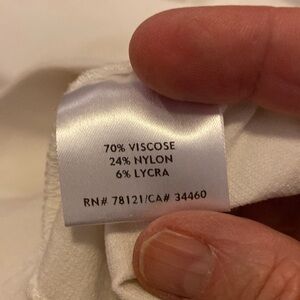 70% VISCOSE
24% NYLON
6% LYCRA
RN# 78121/CA# 34460